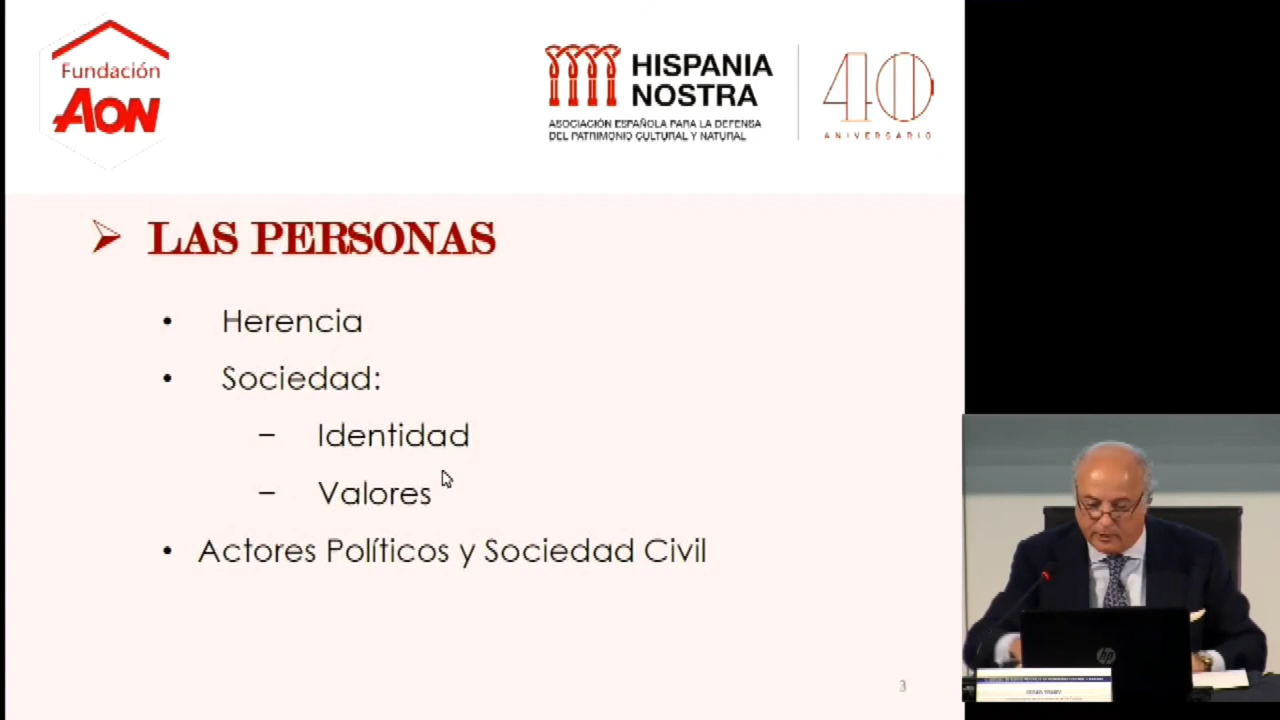 Fundación
AON
HISPANIA
NOSTRA
ASOCIACIÓN ESPAÑOLA PARA LA DEFENSA
DEL PATRIMONIO CULTURAL Y NATURAL
40
ANIVERSARIO
LAS PERSONAS
• Herencia
• Sociedad:
– Identidad
– Valores
• Actores Políticos y Sociedad Civil
3
hp